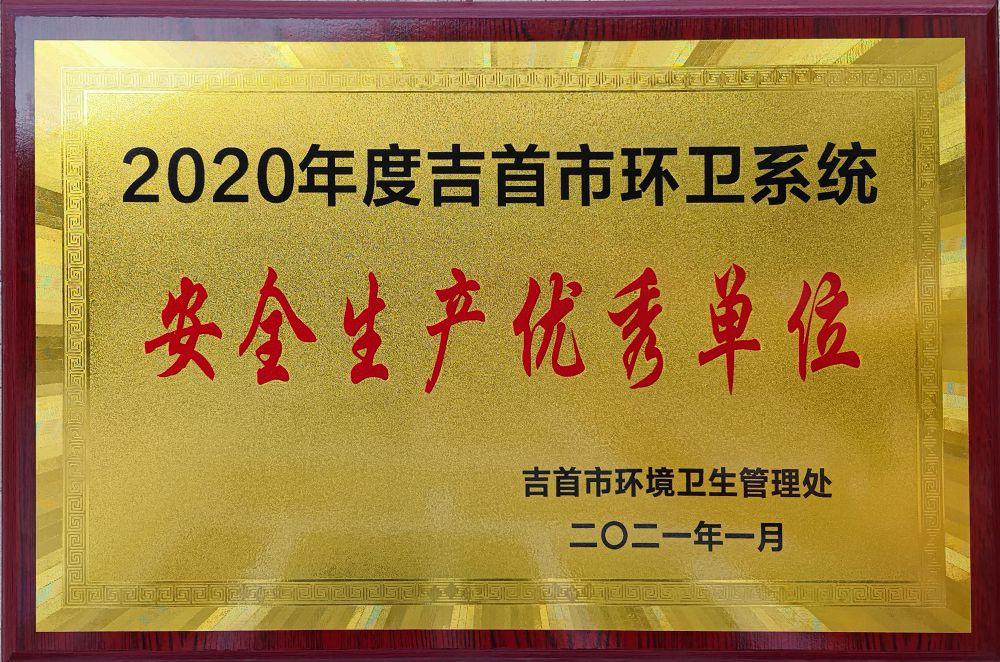 2020年度吉首市环卫系统
安全生产优秀单位
吉首市环境卫生管理处
二〇二一年一月